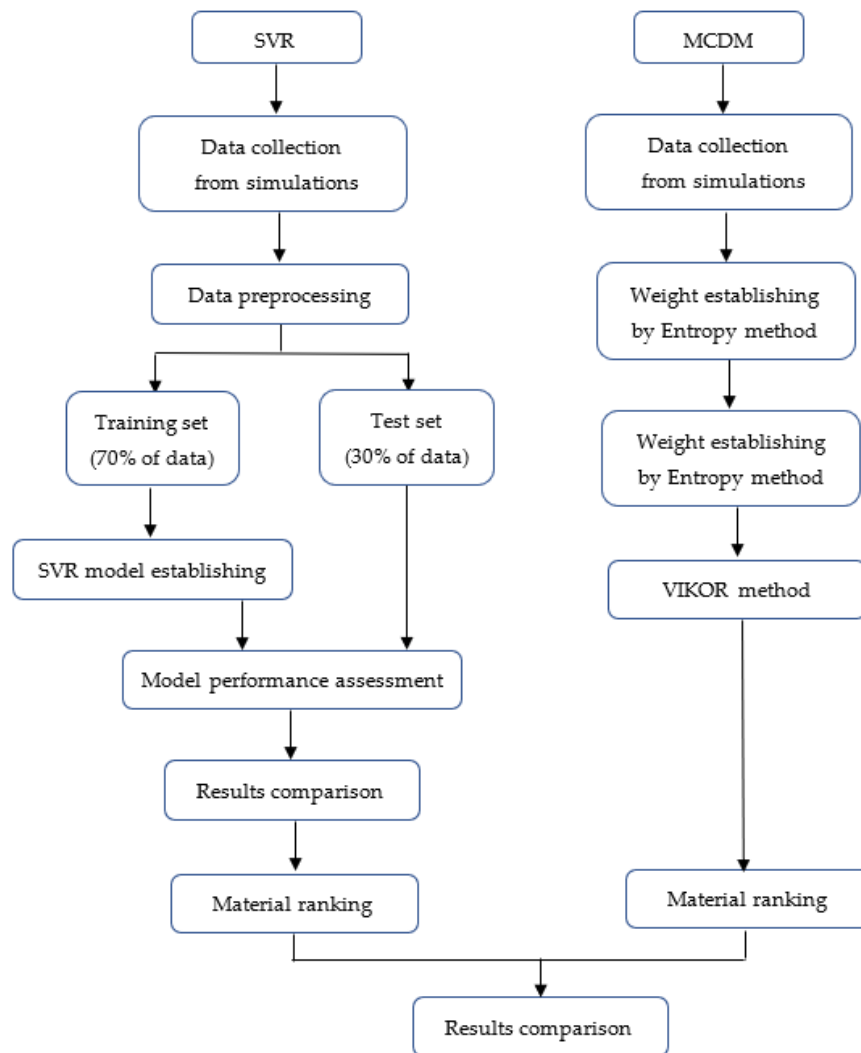 SVR
Data collection
from simulations
Data preprocessing
Training set
(70% of data)
Test set
(30% of data)
SVR model establishing
Model performance assessment
Results comparison
Material ranking
MCDM
Data collection
from simulations
Weight establishing
by Entropy method
Weight establishing
by Entropy method
VIKOR method
Material ranking
Results comparison